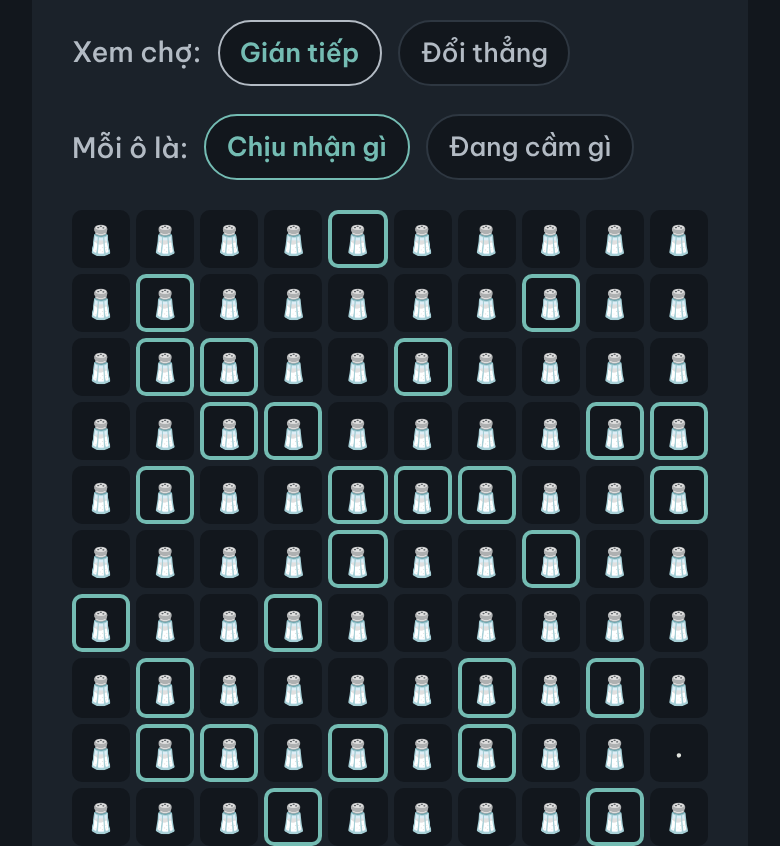 Xem chợ: Gián tiếp Đổi thẳng
Mỗi ô là: Chịu nhận gì Đang cầm gì